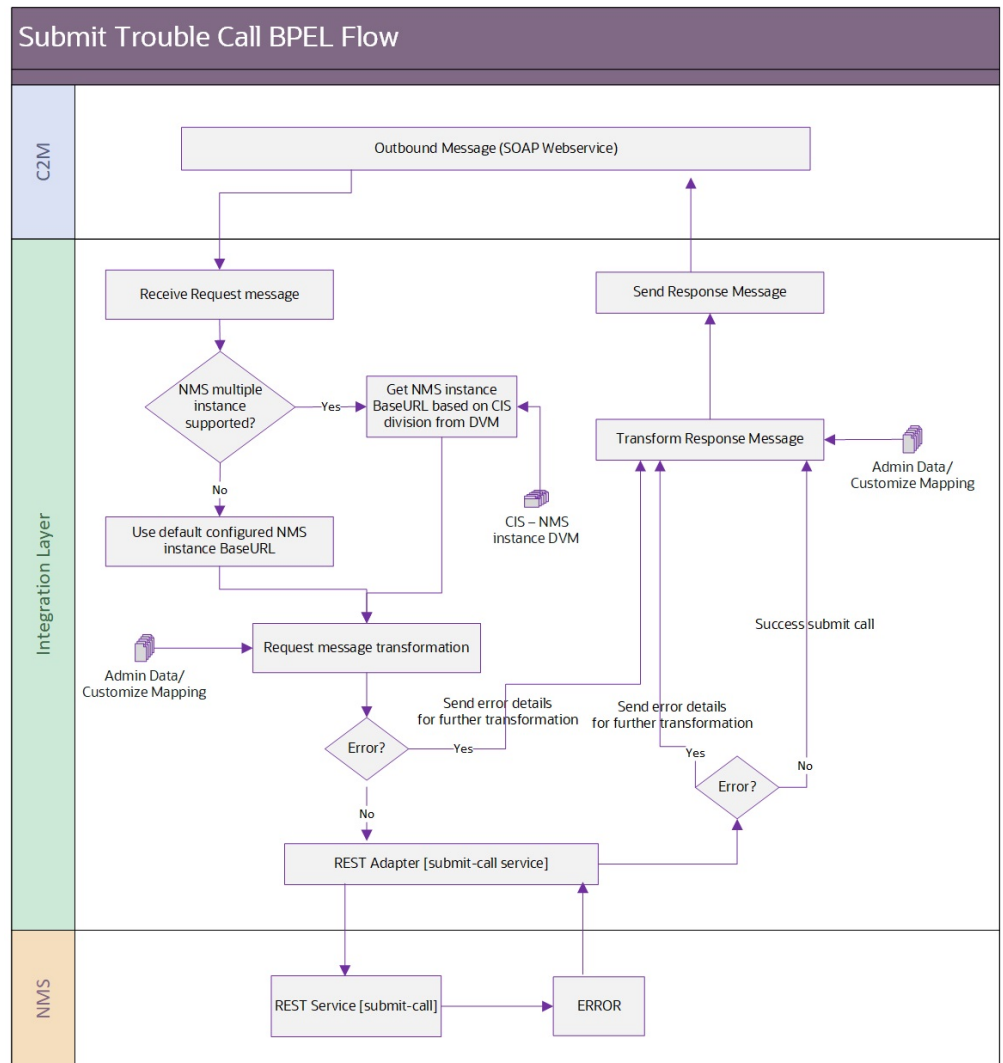 Submit Trouble Call BPEL Flow
C2M
Outbound Message (SOAP Webservice)
Integration Layer
Receive Request message
Send Response Message
NMS multiple
instance
supported?
Yes
Get NMS instance
BaseURL based on CIS
division from DVM
Transform Response Message
Admin Data/
Customize Mapping
No
CIS – NMS
instance DVM
Use default configured NMS
instance BaseURL
Request message transformation
Success submit call
Admin Data/
Customize Mapping
Send error details
for further transformation
Send error details
for further transformation
Error?
Yes
Yes
Error?
No
No
REST Adapter [submit-call service]
NMS
REST Service [submit-call]
ERROR